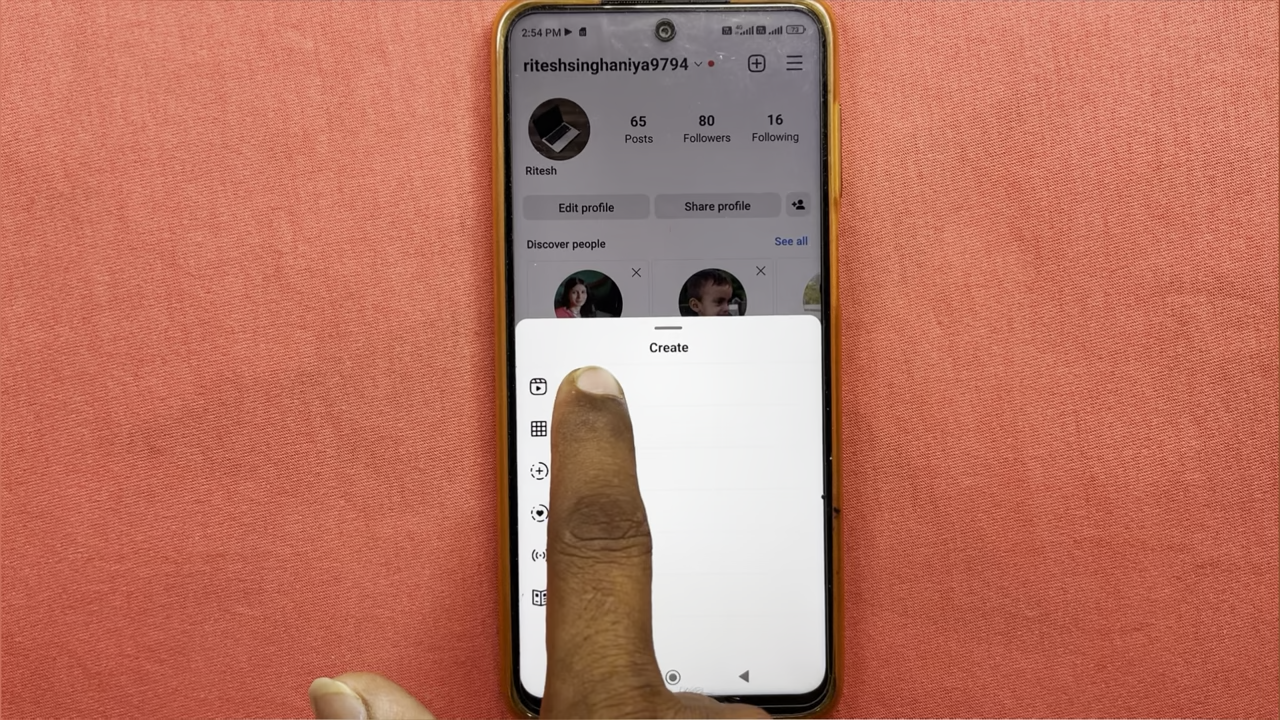 2:54 PM
riteshsinghaniya9794
65 80 16
Posts Followers Following
Ritesh
Edit profile Share profile
Discover people See all
Create